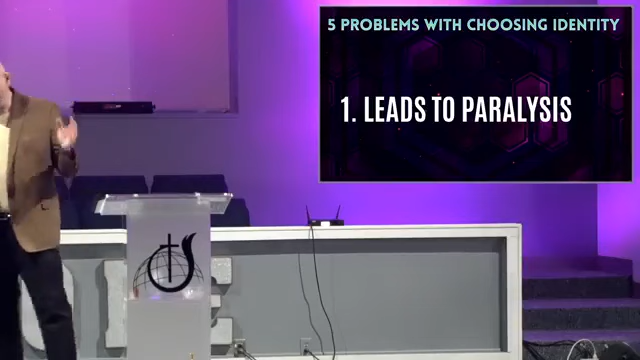 5 PROBLEMS WITH CHOOSING IDENTITY
1. LEADS TO PARALYSIS